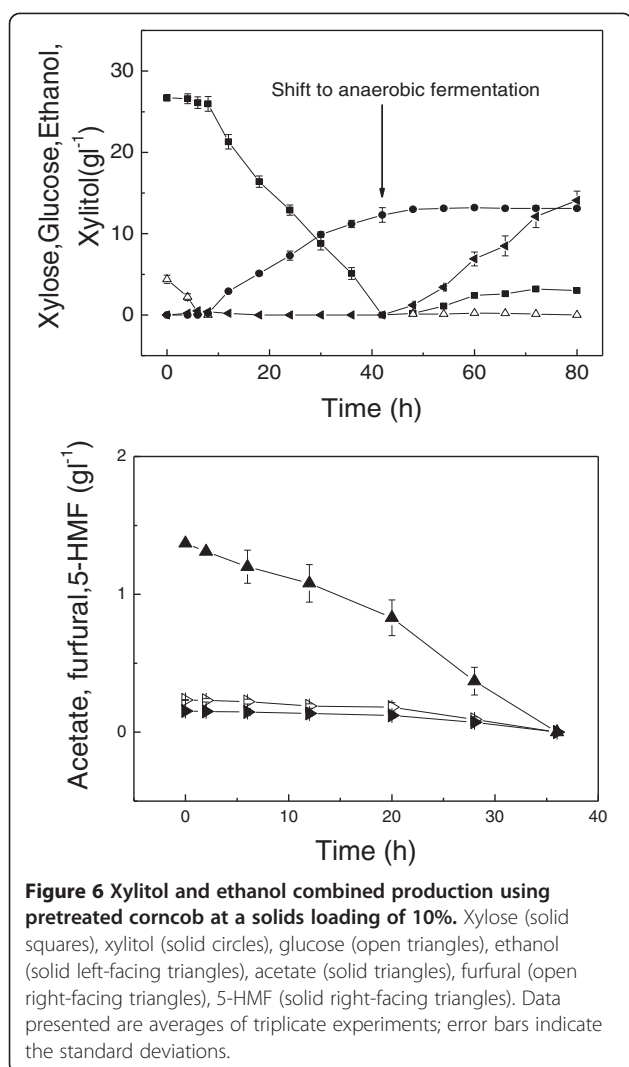 30
20
10
0
Xylose,Glucose,Ethanol,
Xylitol(gl⁻¹)
Shift to anaerobic fermentation
0 20 40 60 80
Time (h)
2
1
0
Acetate, furfural,5-HMF (gl⁻¹)
0 10 20 30 40
Time (h)
Figure 6 Xylitol and ethanol combined production using
pretreated corncob at a solids loading of 10%. Xylose (solid
squares), xylitol (solid circles), glucose (open triangles), ethanol
(solid left-facing triangles), acetate (solid triangles), furfural (open
right-facing triangles), 5-HMF (solid right-facing triangles). Data
presented are averages of triplicate experiments; error bars indicate
the standard deviations.